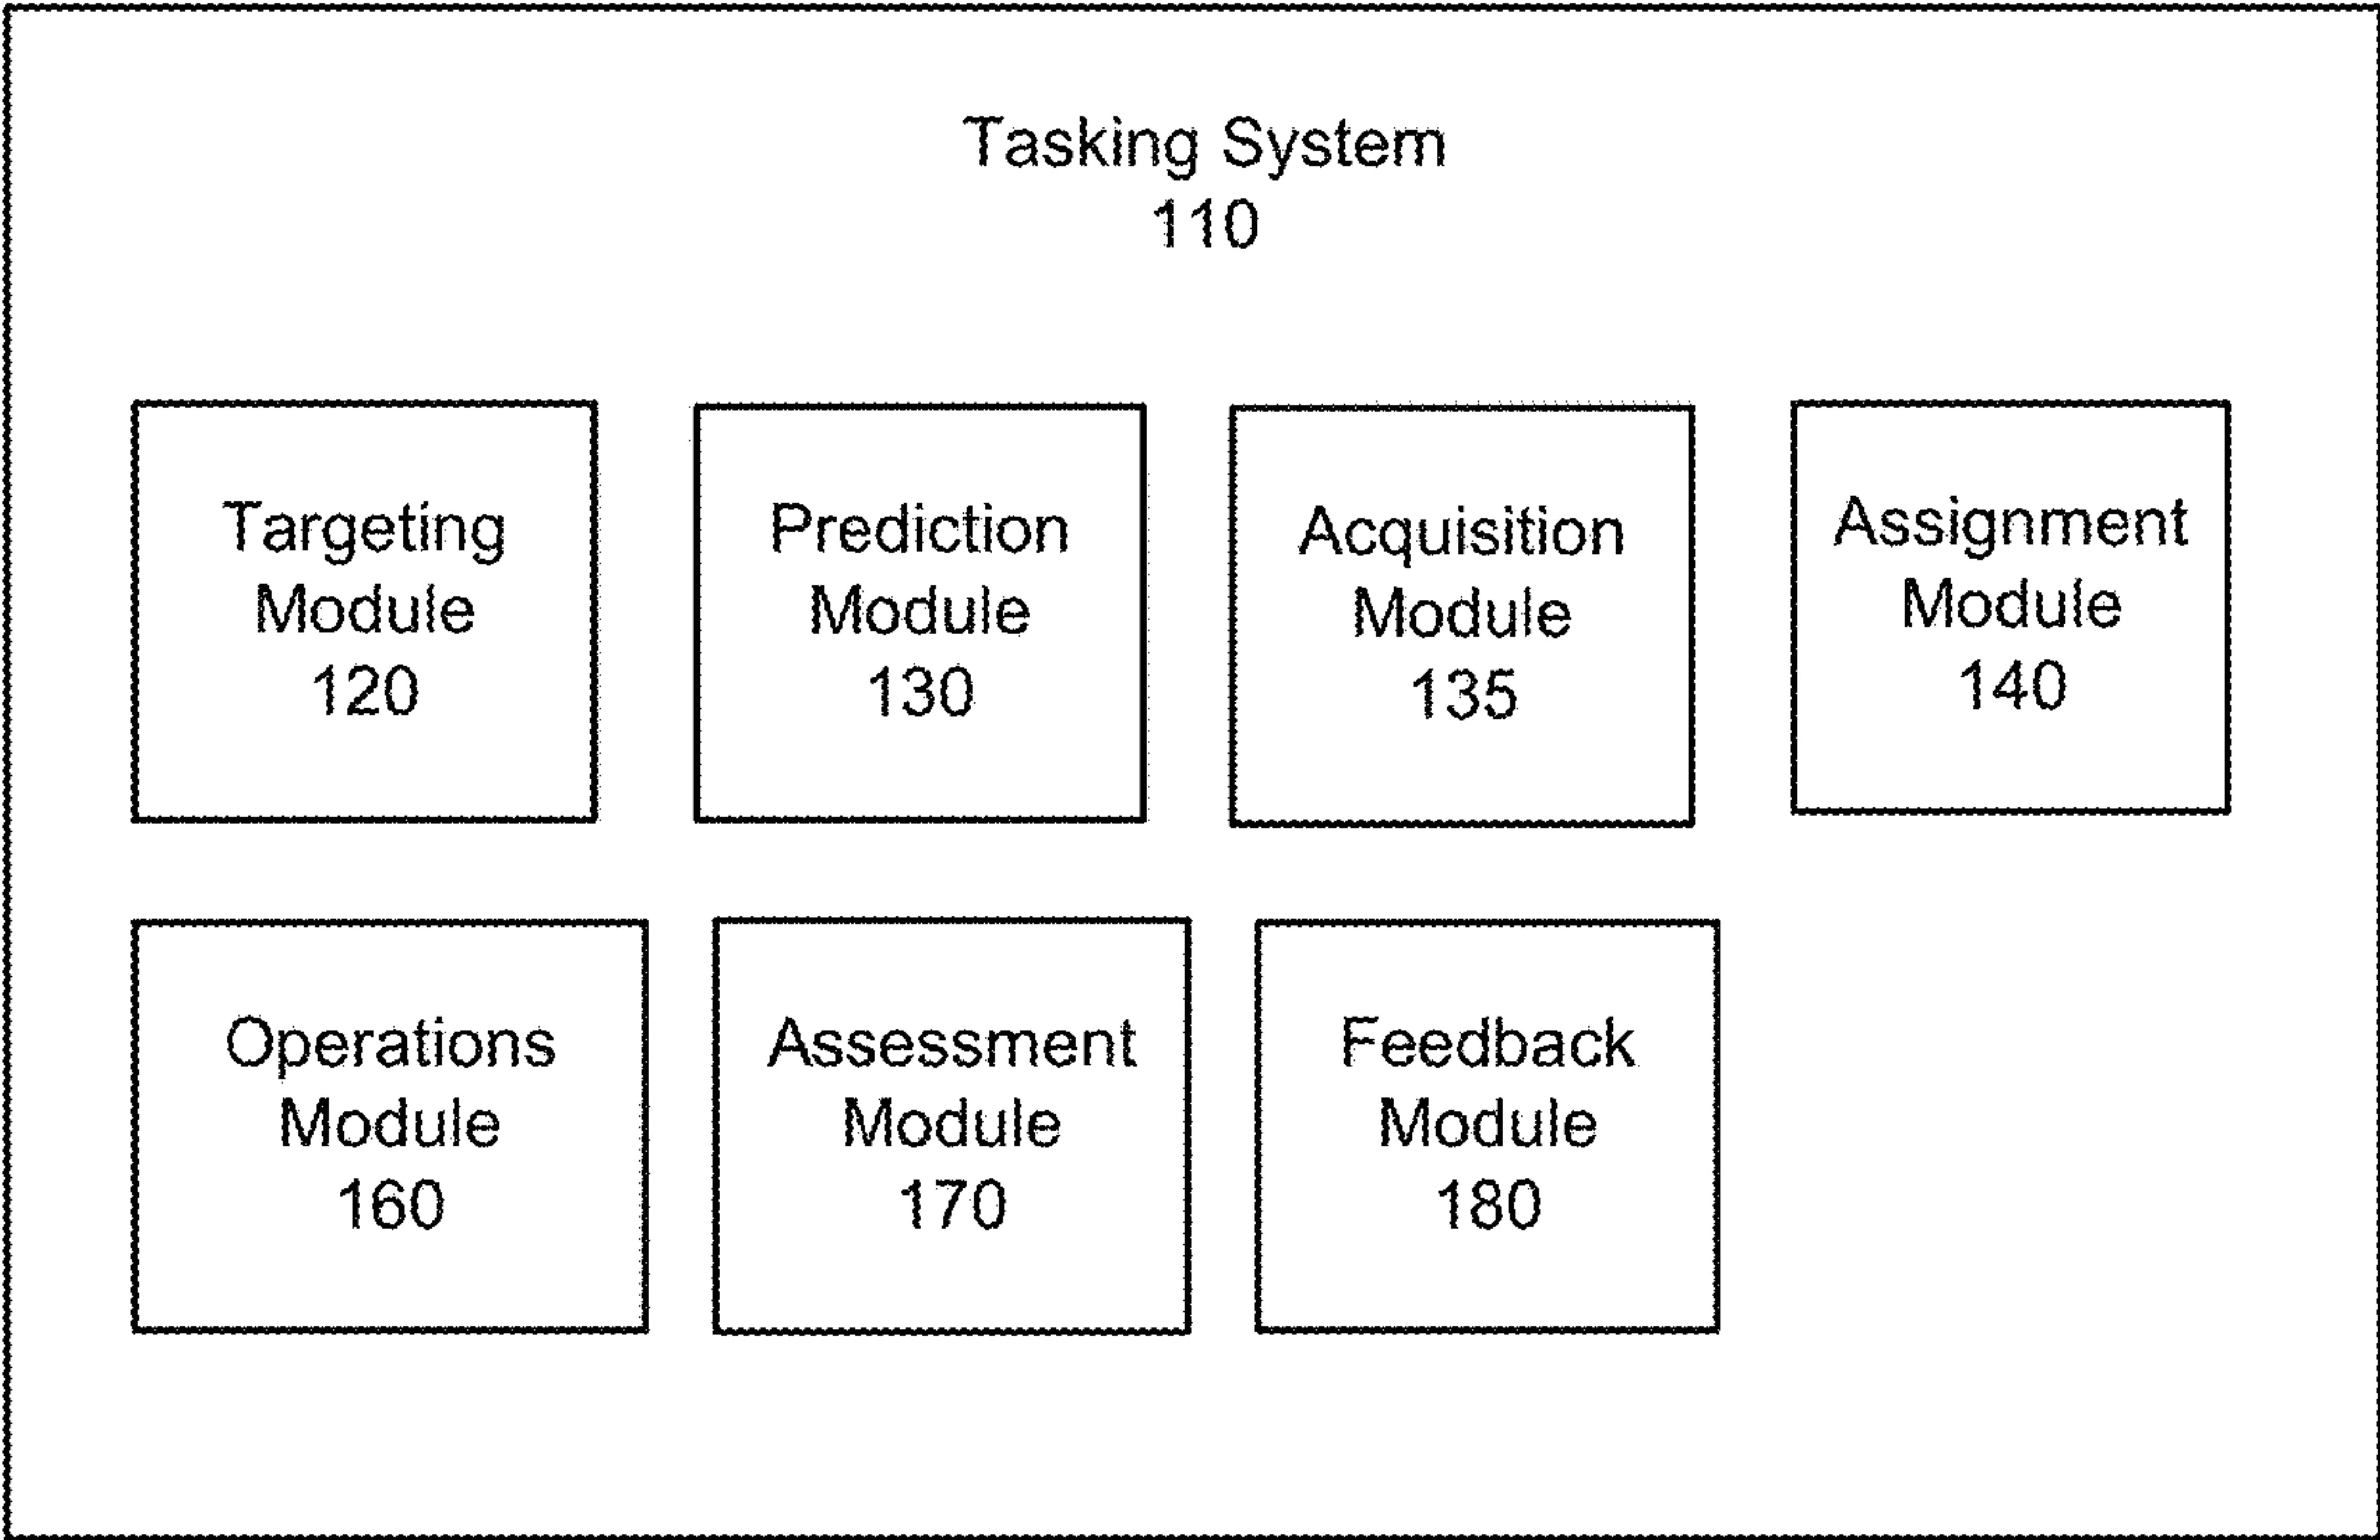 Tasking System
110
Targeting
Module
120
Prediction
Module
130
Acquisition
Module
135
Assignment
Module
140
Operations
Module
160
Assessment
Module
170
Feedback
Module
180